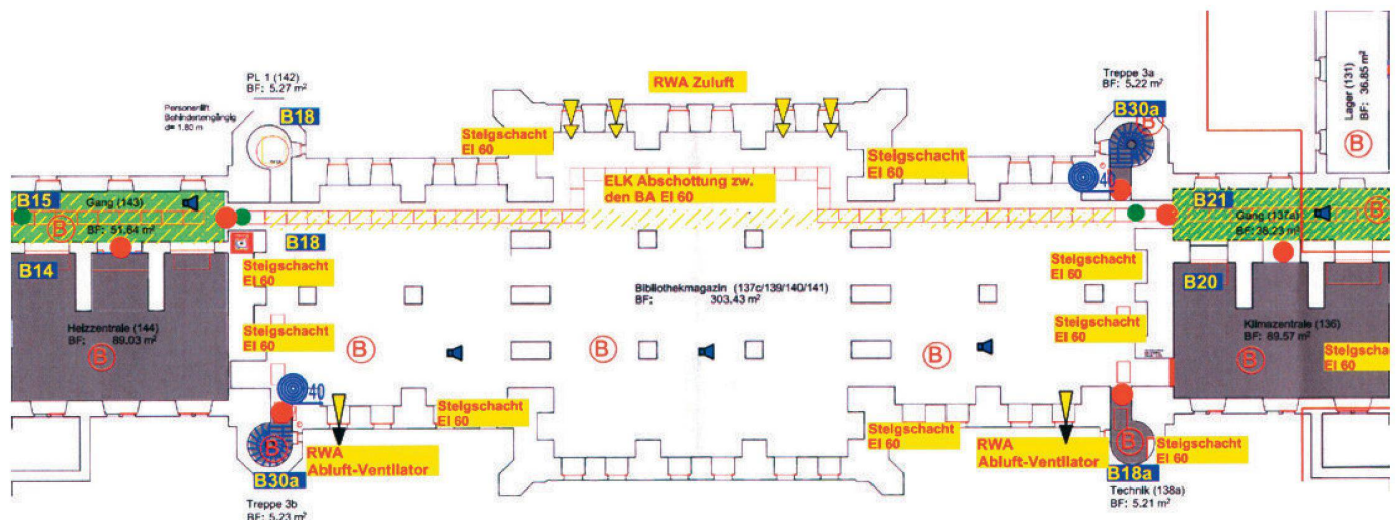 PL 1 (142)
BF: 5.27 m²
Personenlift
Behindertengängig
d= 1.80 m
B18
RWA Zuluft
Treppe 3a
BF: 5.22 m²
B30a
B
Lager (131)
BF: 36.85 m²
B
Steigschacht
EI 60
Steigschacht
EI 60
40
ELK Abschottung zw.
den BA EI 60
B15
Gang (143)
B
BF: 51.64 m²
B21
Gang (137a)
BF: 38.23 m²
B
B18
B14
Steigschacht
EI 60
Steigschacht
EI 60
B20
Bibliothekmagazin (137c/139/140/141)
BF: 303,43 m²
Heizzentrale (144)
BF: 89.03 m²
B
Steigschacht
EI 60
B
B
B
Steigschacht
EI 60
Klimazentrale (136)
BF: 89.57 m²
B
Steigscha
EI 60
40
Steigschacht
EI 60
Steigschacht
EI 60
B
B
Steigschacht
EI 60
RWA
Abluft-Ventilator
RWA
Abluft-Ventilator
B30a
B18a
Treppe 3b
BF: 5.23 m²
Technik (138a)
BF: 5.21 m²